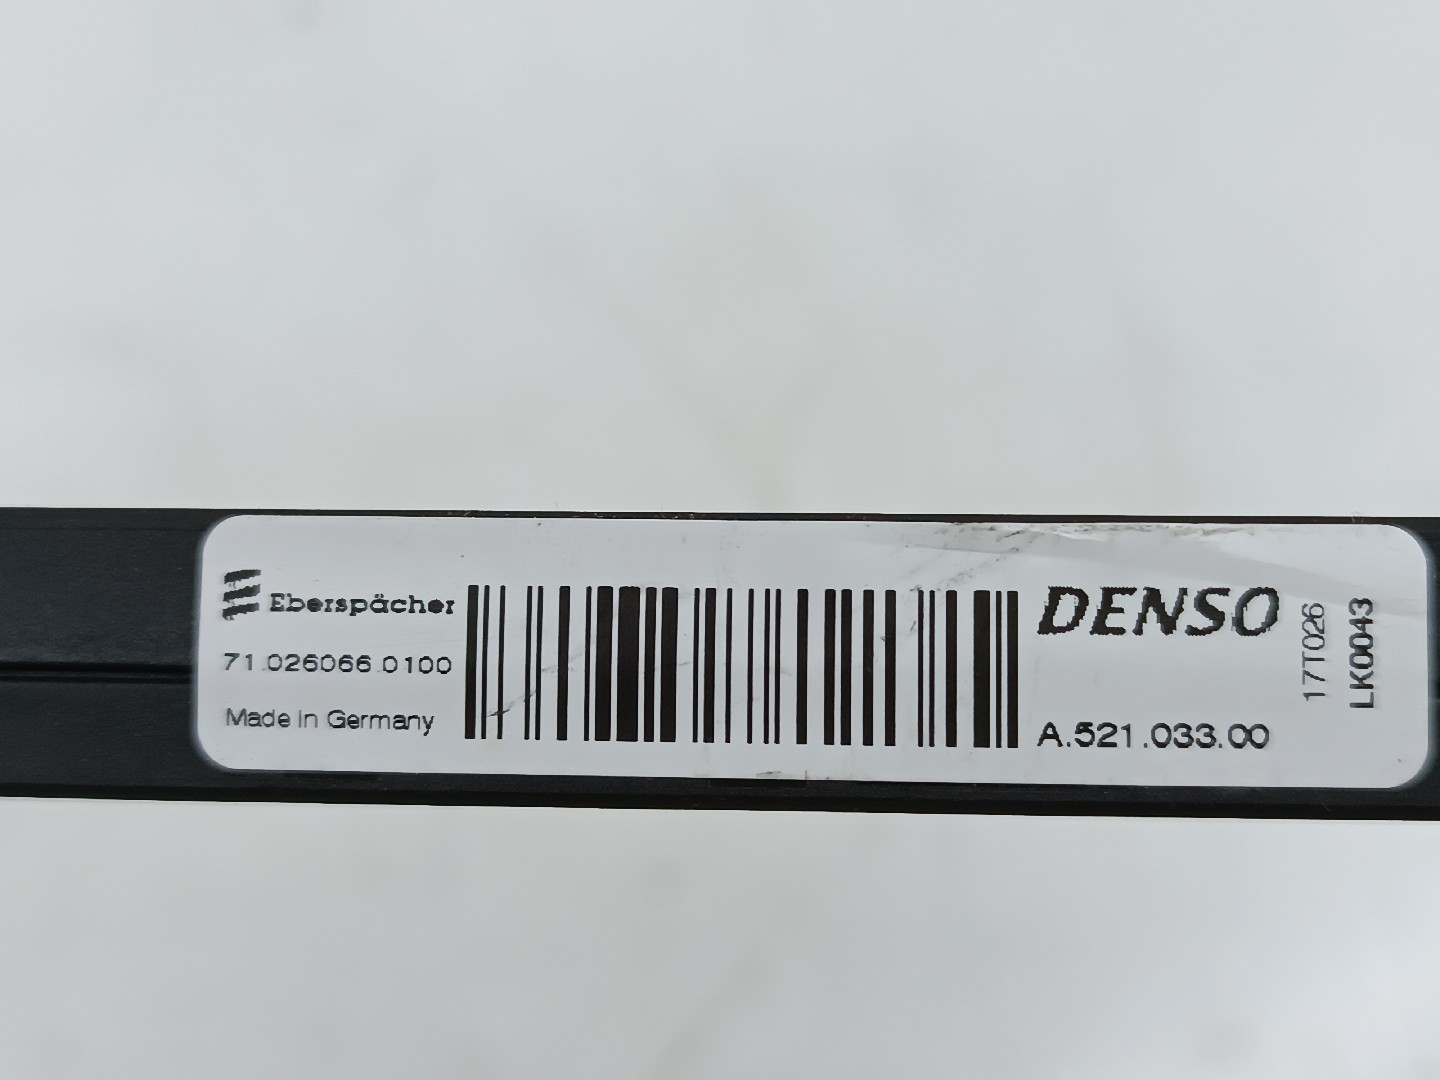 Eberspächer
71.026066.0100
Made in Germany
DENSO
A.521.033.00
17T026
LK0043